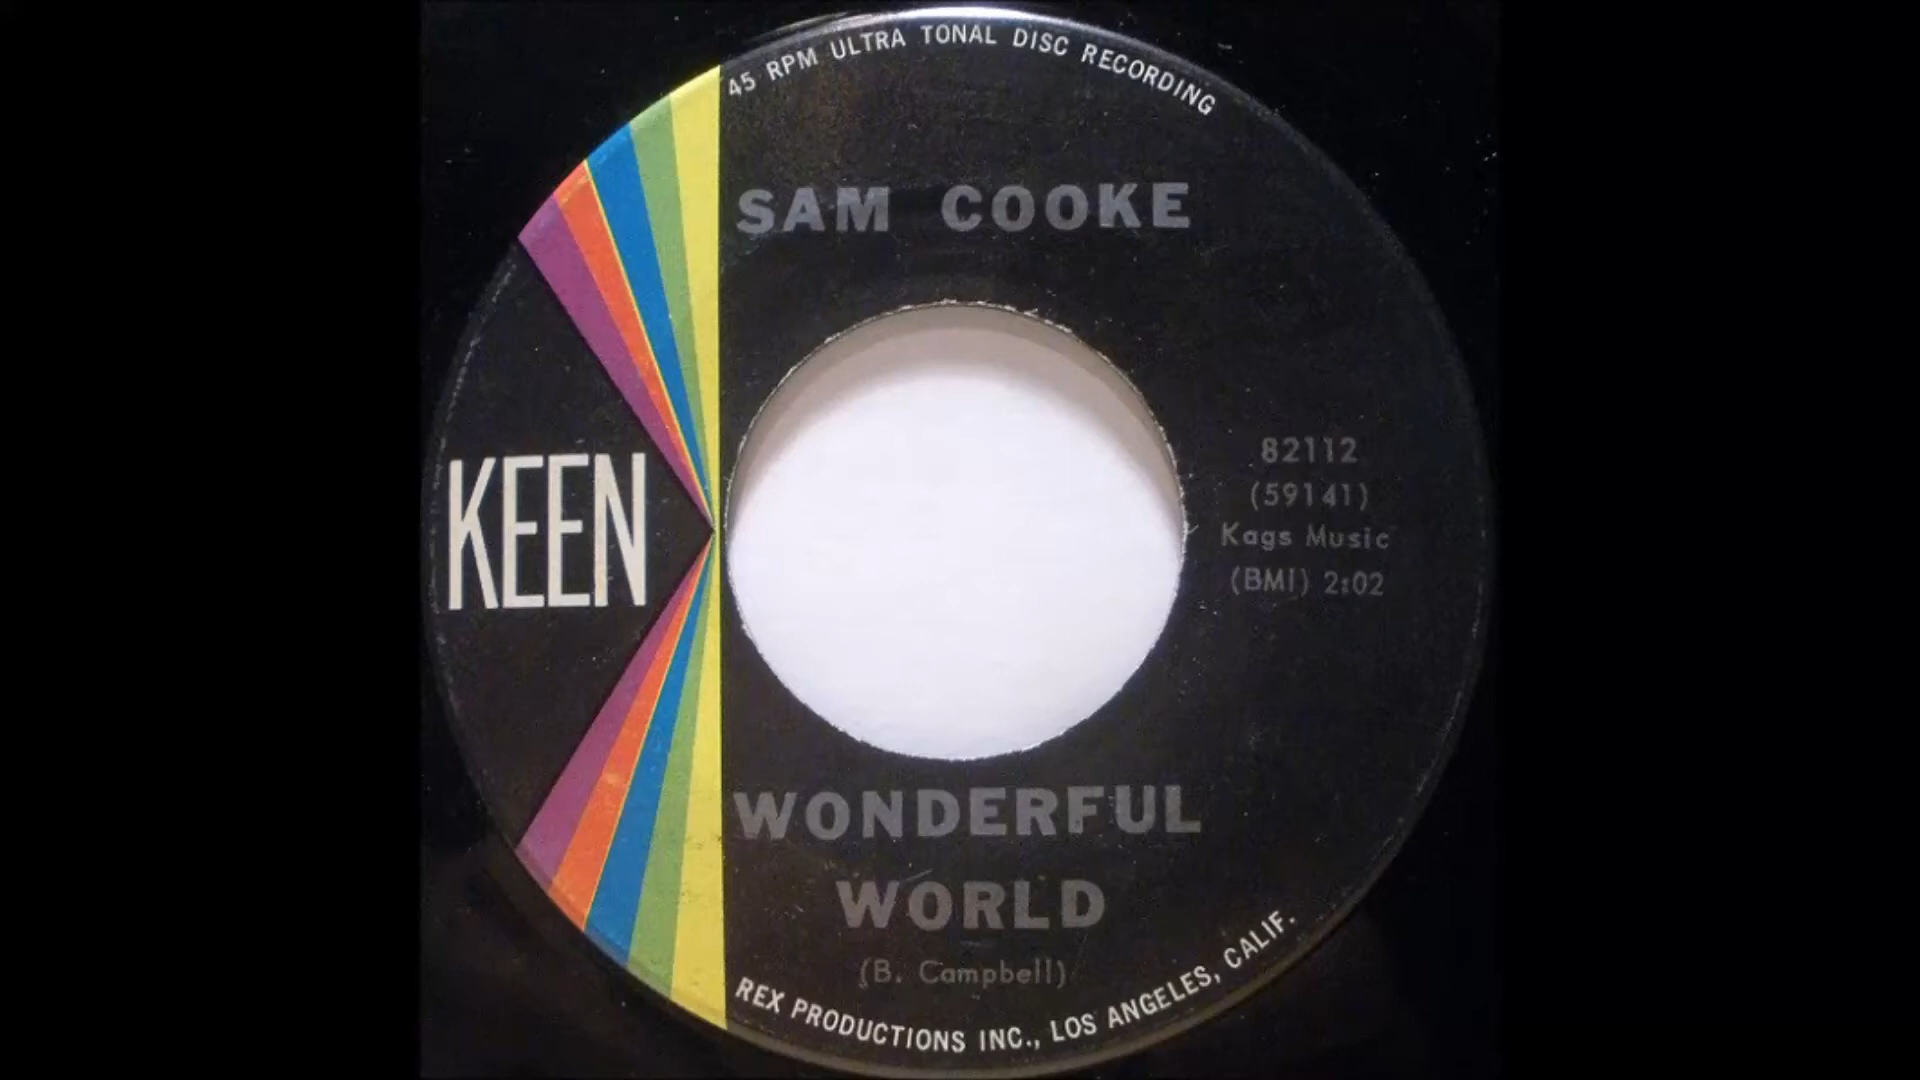 45 RPM ULTRA TONAL DISC RECORDING
SAM COOKE
KEEN
82112
(59141)
Kags Music
(BMI) 2:02
WONDERFUL
WORLD
(B. Campbell)
REX PRODUCTIONS INC., LOS ANGELES, CALIF.